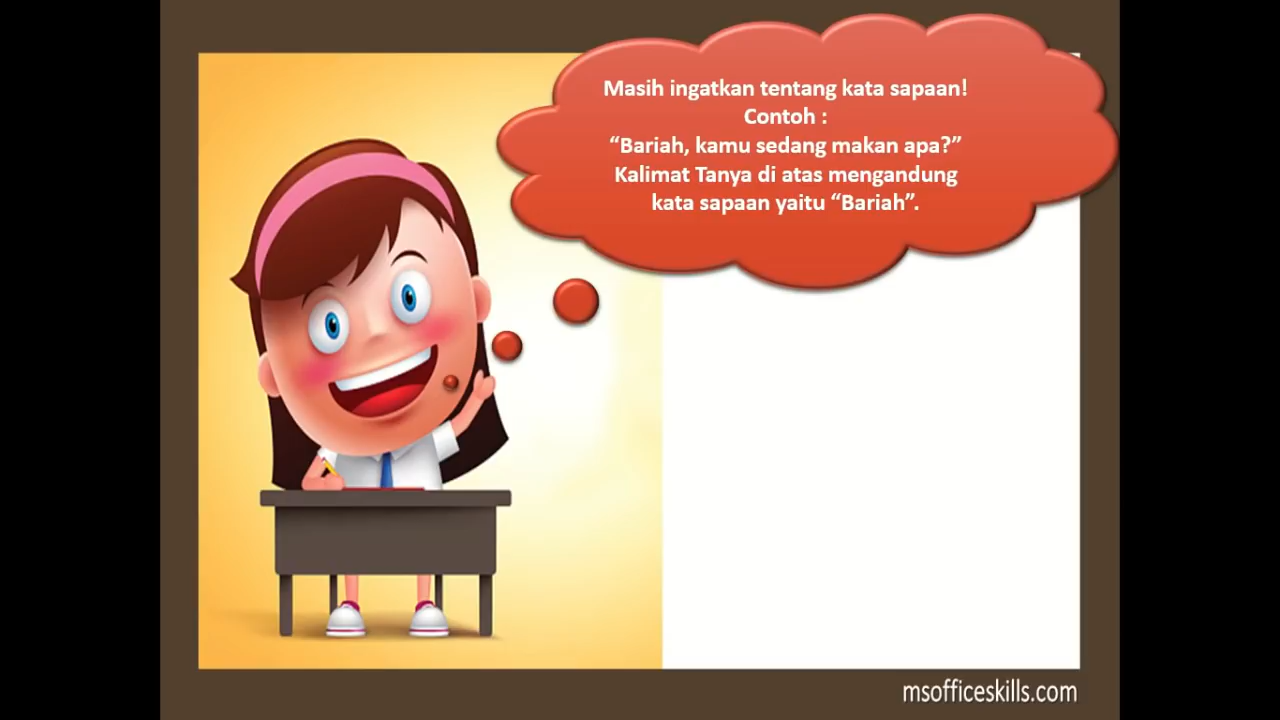 Masih ingatkan tentang kata sapaan!
Contoh :
“Bariah, kamu sedang makan apa?”
Kalimat Tanya di atas mengandung
kata sapaan yaitu “Bariah”.
msofficeskills.com